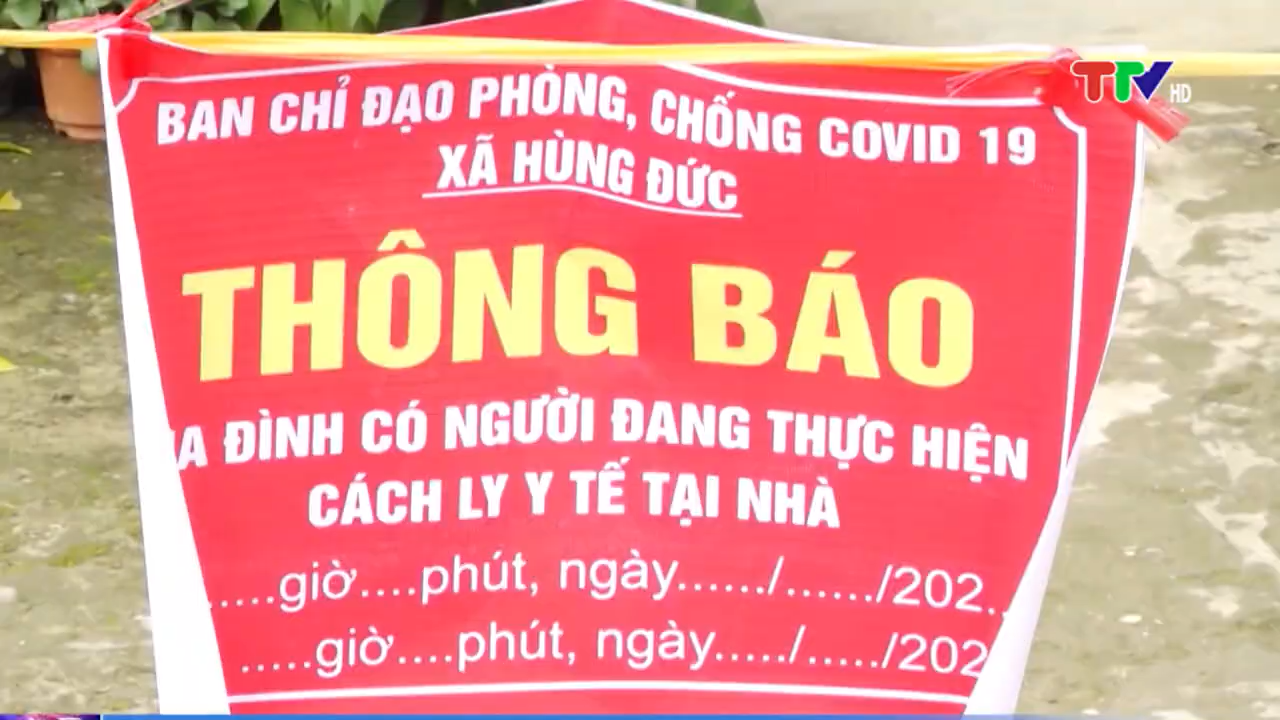 TTV HD
BAN CHỈ ĐẠO PHÒNG, CHỐNG COVID 19
XÃ HÙNG ĐỨC
THÔNG BÁO
ĐÌNH CÓ NGƯỜI ĐANG THỰC HIỆN
CÁCH LY Y TẾ TẠI NHÀ
.....giờ....phút, ngày....../....../202..
.....giờ....phút, ngày...../...../202